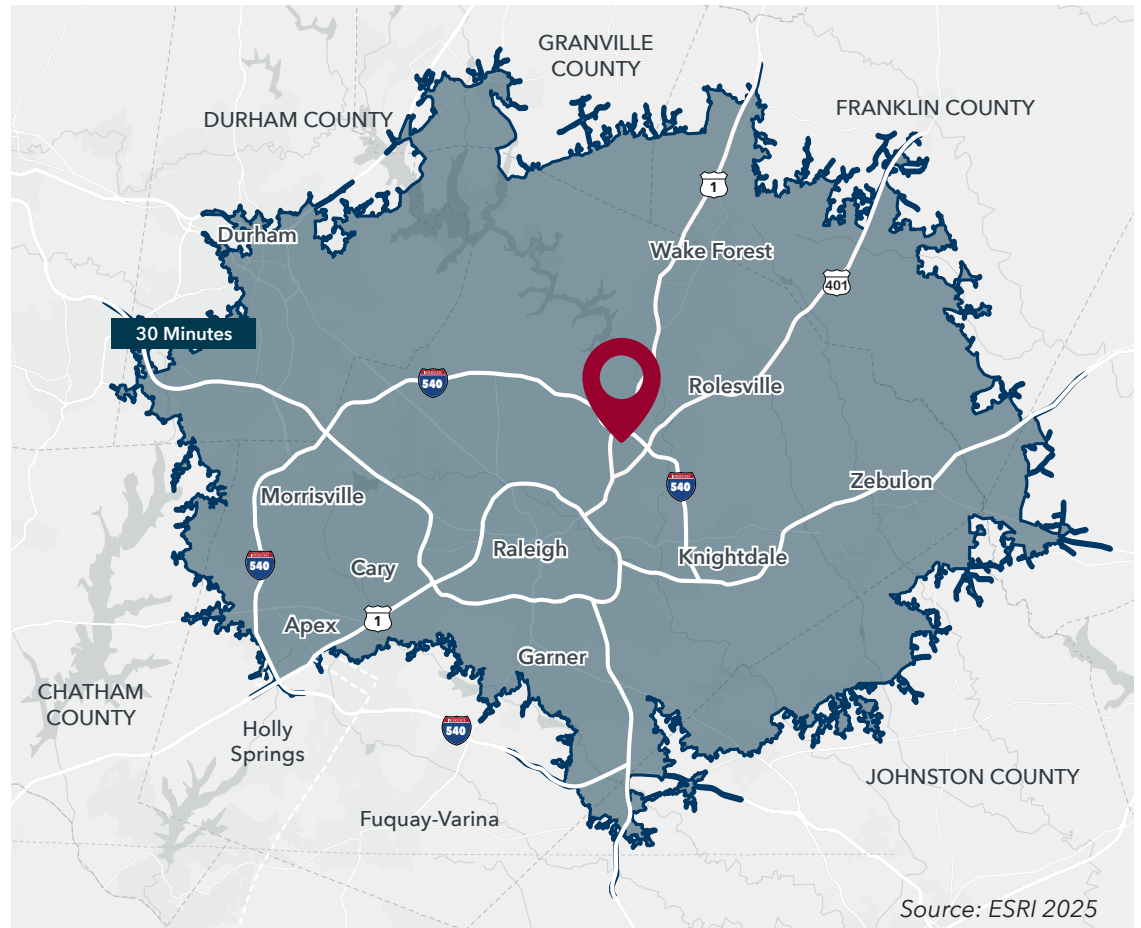 GRANVILLE
COUNTY
FRANKLIN COUNTY
DURHAM COUNTY
1
Durham
Wake Forest
401
30 Minutes
540
Rolesville
Morrisville
540
Zebulon
Raleigh
Knightdale
540
Cary
Apex
1
Garner
CHATHAM
COUNTY
Holly
Springs
540
JOHNSTON COUNTY
Fuquay-Varina
Source: ESRI 2025